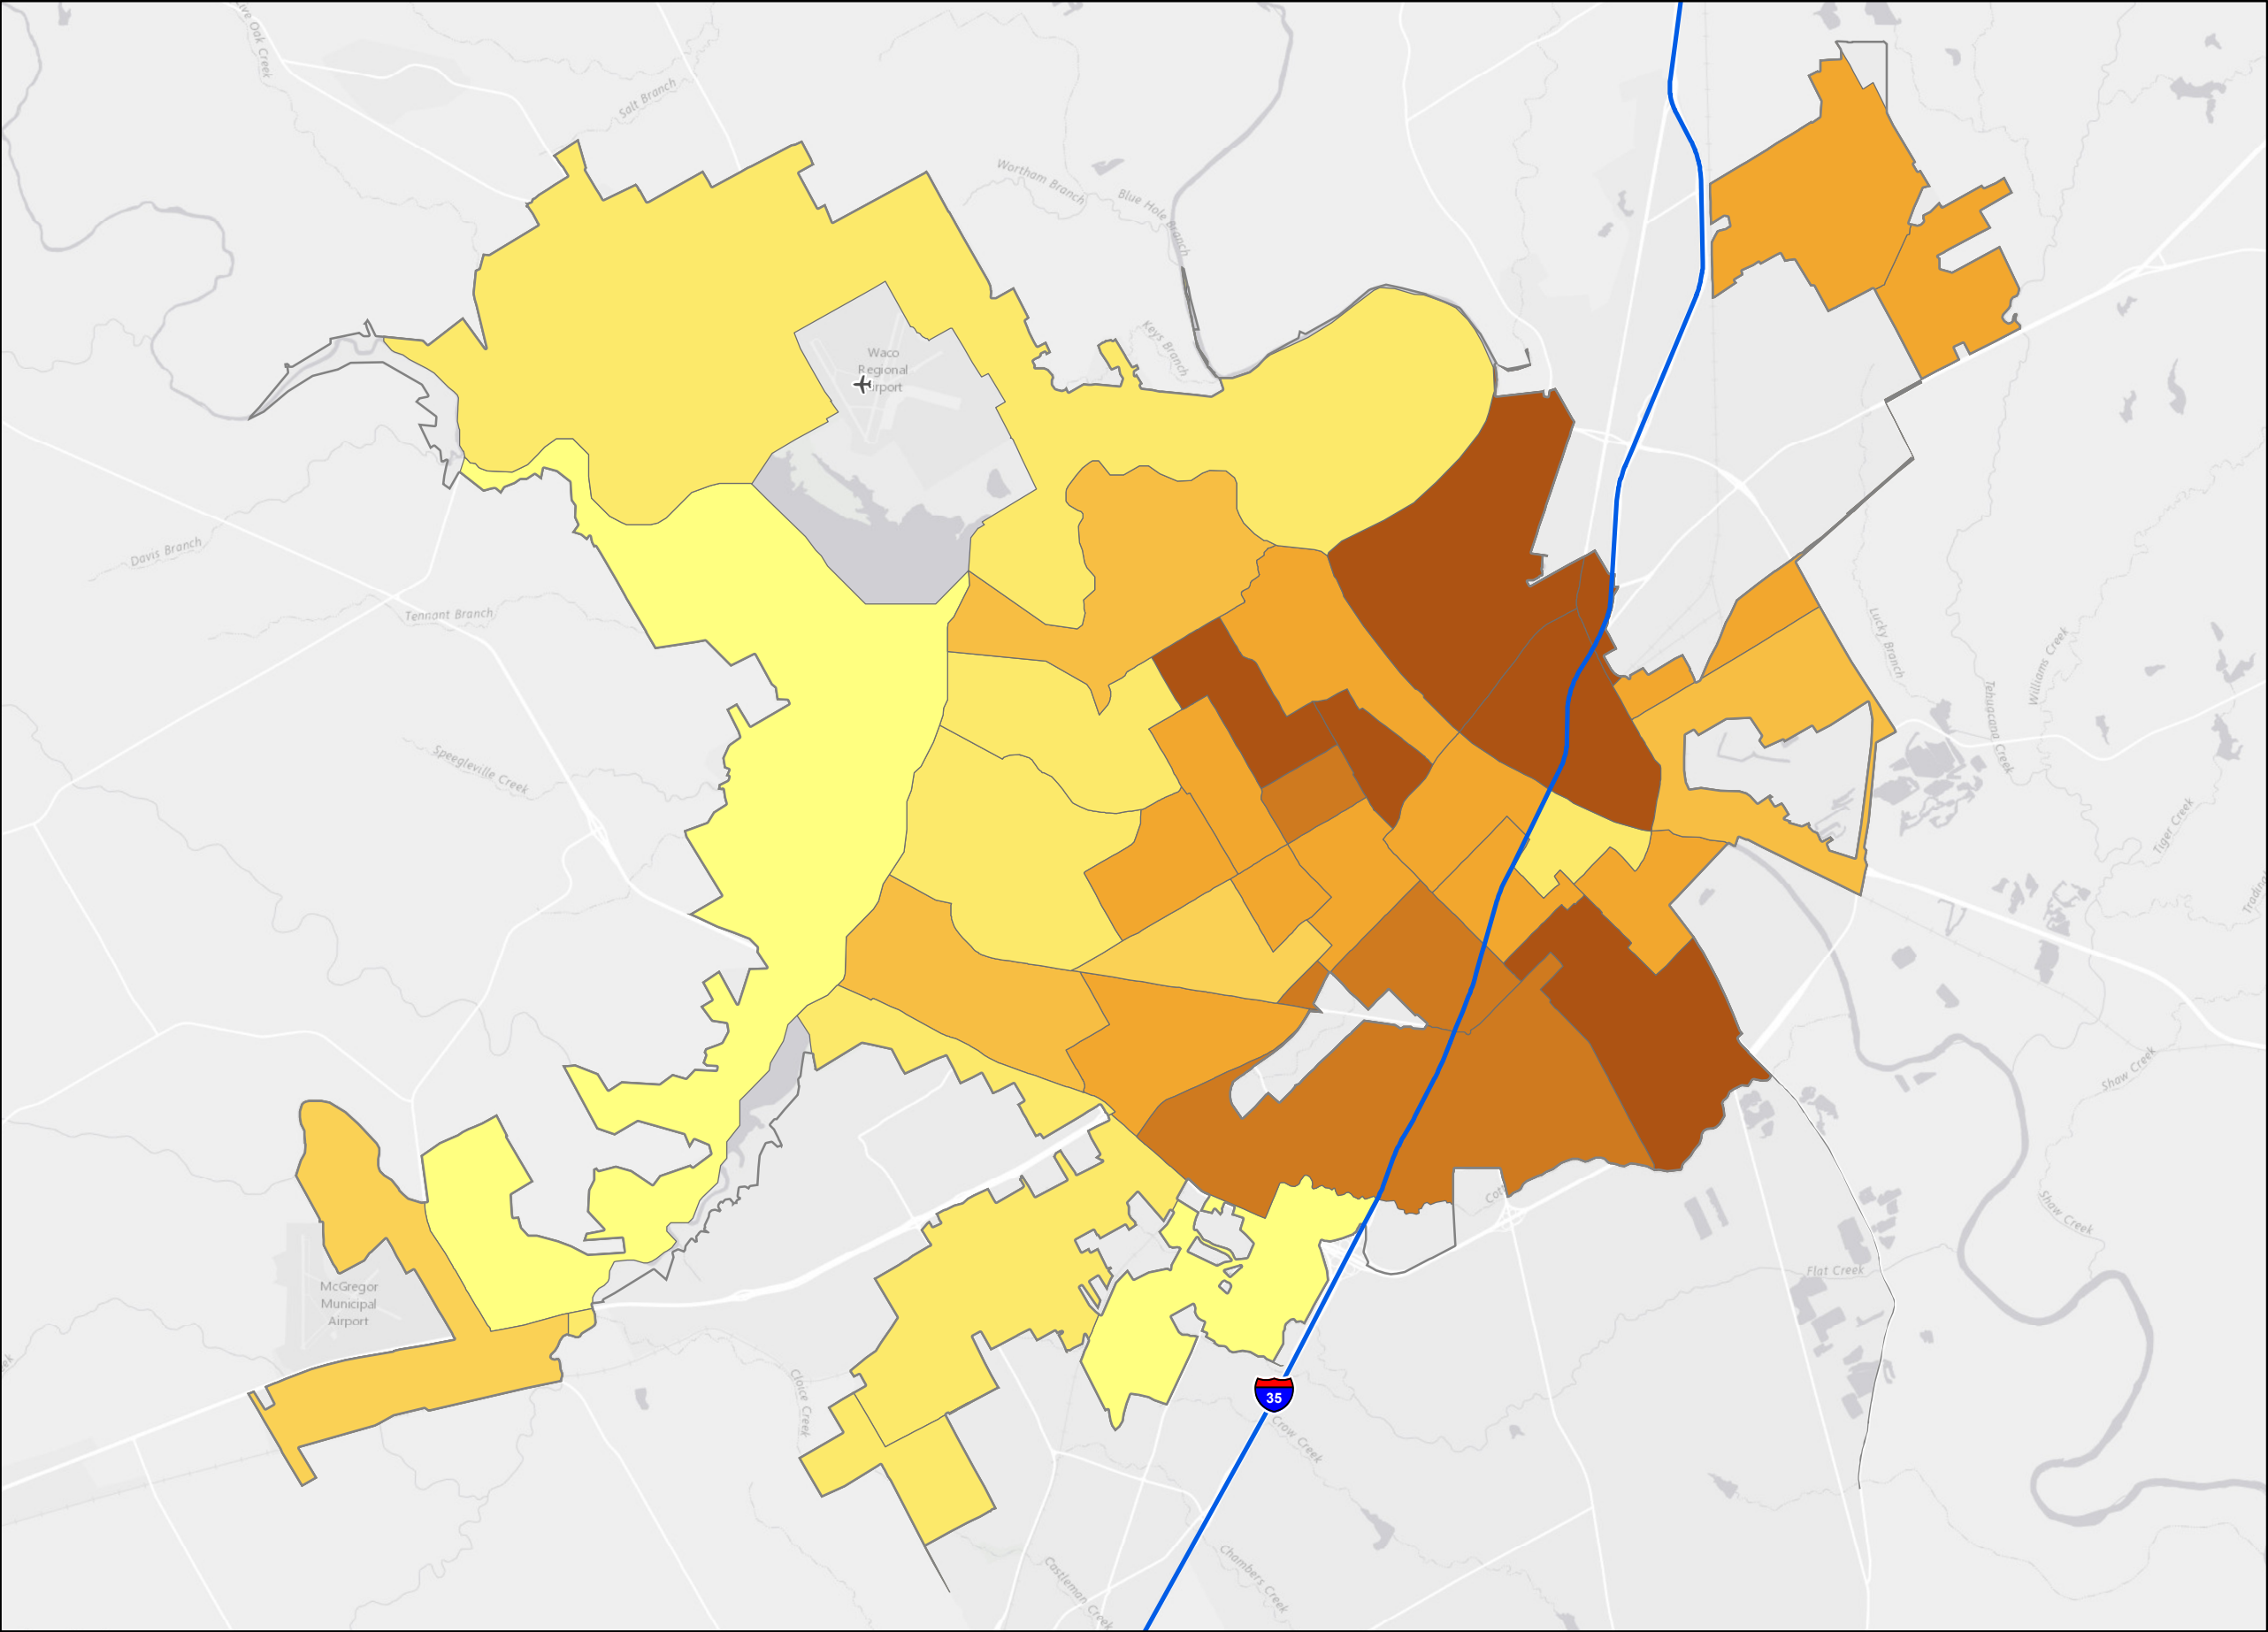 Live Oak Creek
Salt Branch
Wortham Branch
Blue Hole Branch
Keys Branch
Waco
Regional
Airport
Davis Branch
Tennant Branch
Speegleville Creek
Lucky Branch
Williams Creek
Tehuacana Creek
Tiger Creek
Shaw Creek
Shaw Creek
Flat Creek
McGregor
Municipal
Airport
Cloice Creek
35
Crow Creek
Chambers Creek
Castleman Creek